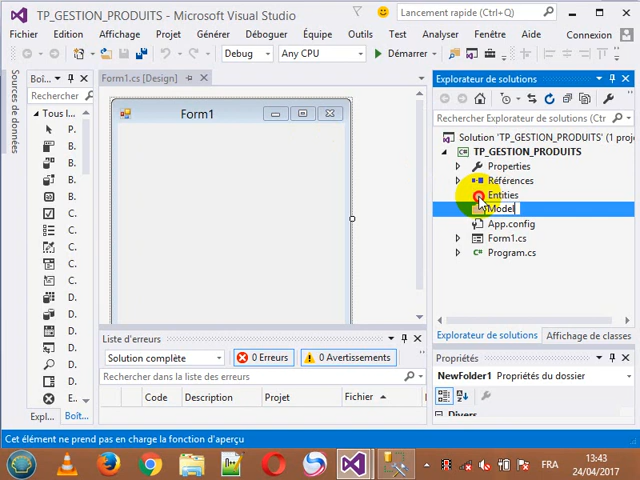 TP_GESTION_PRODUITS - Microsoft Visual Studio
Lancement rapide (Ctrl+Q)
Fichier Edition Affichage Projet Générer Déboguer Équipe Outils Test
Analyser Fenêtre Aide Connexion
Debug Any CPU Démarrer
Sources de données
Boî...
Rechercher
Tous l...
P.
R.
B.
C.
C.
C.
D.
D.
D.
D.
D.
D.
D.
D.
E.
Expl... Boît...
Form1.cs [Design]
Form1
Explorateur de solutions
Rechercher Explorateur de solutions (Ctr
Solution 'TP_GESTION_PRODUITS' (1 proj
TP_GESTION_PRODUITS
Properties
Références
Entities
Model
App.config
Form1.cs
Program.cs
Explorateur de solutions Affichage de classes
Liste d'erreurs
Solution complète 0 Erreurs 0 Avertissements
Rechercher dans la liste des erreurs
Code Description Projet Fichier
Propriétés
NewFolder1 Propriétés du dossier
Divers
Cet élément ne prend pas en charge la fonction d'aperçu
FR
13:43
24/04/2017